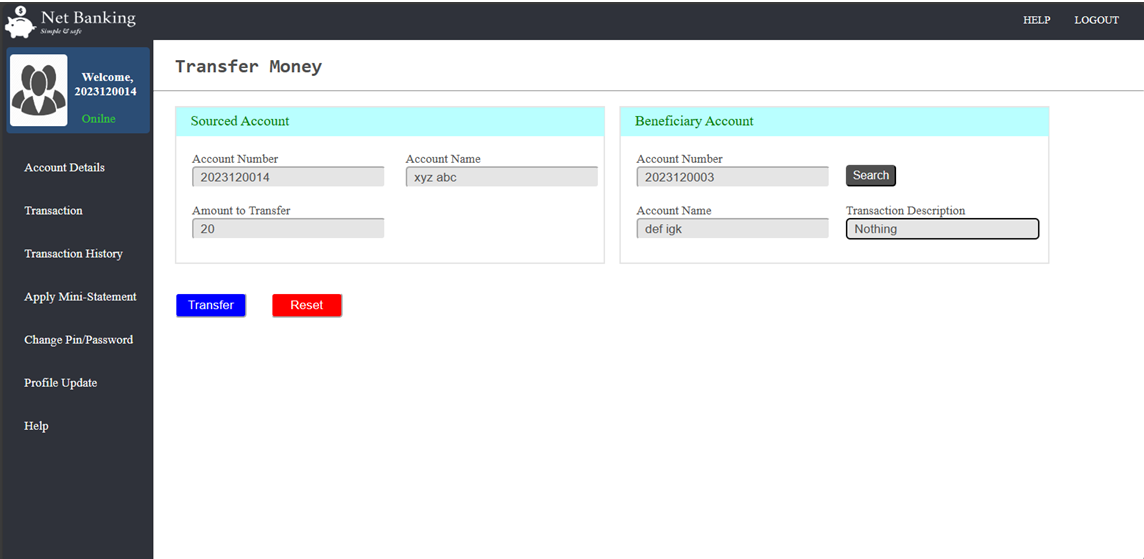 $
Net Banking
Simple & safe
HELP LOGOUT
Welcome,
2023120014
Onilne
Account Details
Transaction
Transaction History
Apply Mini-Statement
Change Pin/Password
Profile Update
Help
Transfer Money
Sourced Account
Account Number Account Name
2023120014 xyz abc
Amount to Transfer
20
Beneficiary Account
Account Number
2023120003 Search
Account Name Transaction Description
def igk Nothing
Transfer Reset